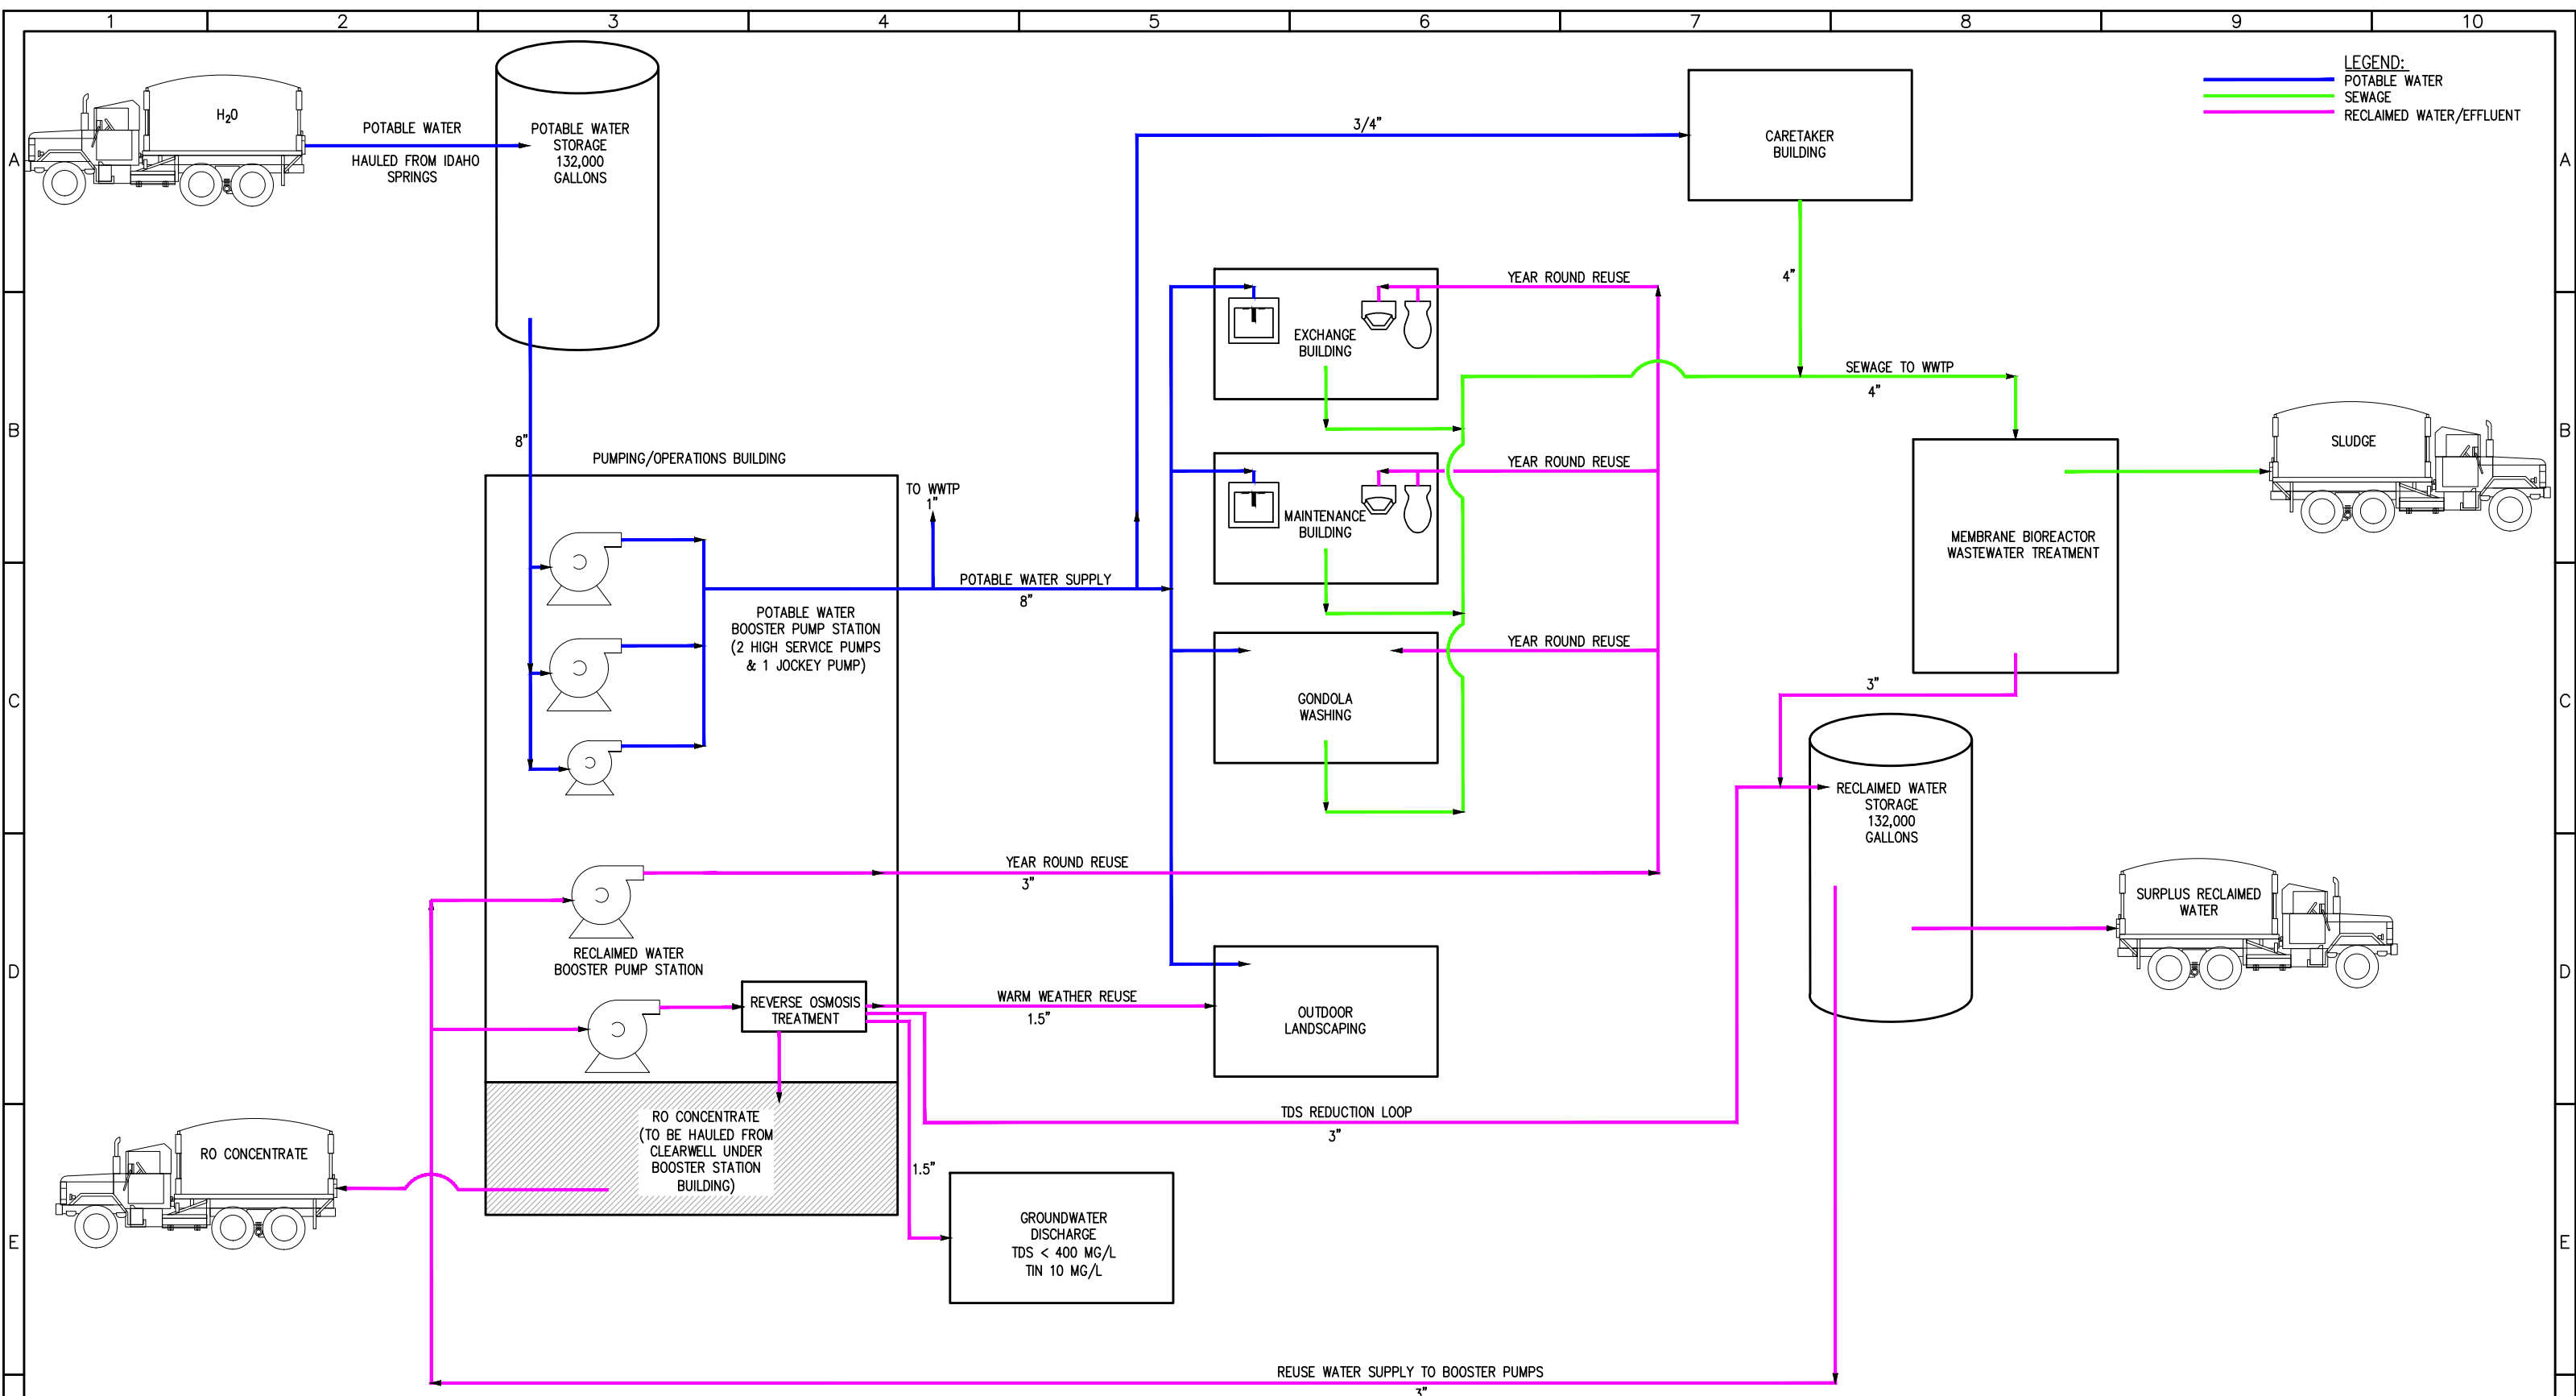 1 2 3 4 5 6 7 8 9 10
LEGEND:
POTABLE WATER
SEWAGE
RECLAIMED WATER/EFFLUENT
A
A
H₂O
POTABLE WATER
HAULED FROM IDAHO
SPRINGS
POTABLE WATER
STORAGE
132,000
GALLONS
3/4"
CARETAKER
BUILDING
4"
YEAR ROUND REUSE
EXCHANGE
BUILDING
SEWAGE TO WWTP
4"
B
B
8"
SLUDGE
PUMPING/OPERATIONS BUILDING
TO WWTP
1"
YEAR ROUND REUSE
MAINTENANCE
BUILDING
MEMBRANE BIOREACTOR
WASTEWATER TREATMENT
POTABLE WATER SUPPLY
8"
POTABLE WATER
BOOSTER PUMP STATION
(2 HIGH SERVICE PUMPS
& 1 JOCKEY PUMP)
YEAR ROUND REUSE
GONDOLA
WASHING
C
C
3"
RECLAIMED WATER
STORAGE
132,000
GALLONS
YEAR ROUND REUSE
3"
SURPLUS RECLAIMED
WATER
RECLAIMED WATER
BOOSTER PUMP STATION
D
D
REVERSE OSMOSIS
TREATMENT
WARM WEATHER REUSE
1.5"
OUTDOOR
LANDSCAPING
RO CONCENTRATE
(TO BE HAULED FROM
CLEARWELL UNDER
BOOSTER STATION
BUILDING)
TDS REDUCTION LOOP
3"
RO CONCENTRATE
1.5"
GROUNDWATER
DISCHARGE
TDS < 400 MG/L
TIN 10 MG/L
E
E
REUSE WATER SUPPLY TO BOOSTER PUMPS
3"